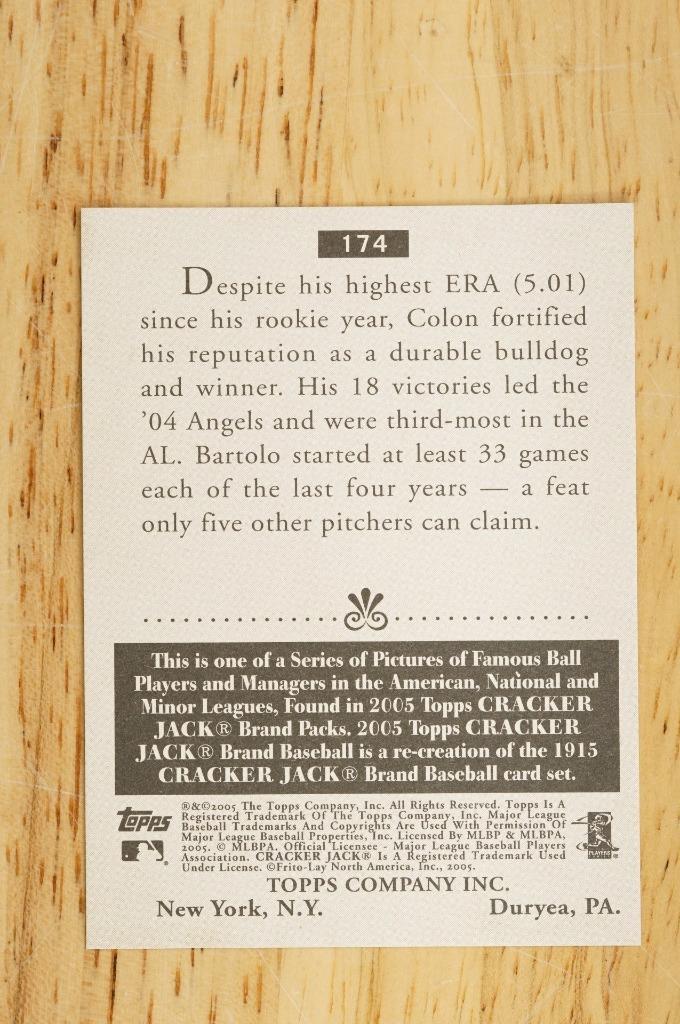 174
Despite his highest ERA (5.01)
since his rookie year, Colon fortified
his reputation as a durable bulldog
and winner. His 18 victories led the
'04 Angels and were third-most in the
AL. Bartolo started at least 33 games
each of the last four years — a feat
only five other pitchers can claim.
This is one of a Series of Pictures of Famous Ball
Players and Managers in the American, National and
Minor Leagues, Found in 2005 Topps CRACKER
JACK® Brand Packs. 2005 Topps CRACKER
JACK® Brand Baseball is a re-creation of the 1915
CRACKER JACK® Brand Baseball card set.
Topps
®&©2005 The Topps Company, Inc. All Rights Reserved. Topps Is A
Registered Trademark Of The Topps Company, Inc. Major League
Baseball Trademarks And Copyrights Are Used With Permission Of
Major League Baseball Properties, Inc. Licensed By MLBP & MLBPA,
2005. © MLBPA. Official Licensee - Major League Baseball Players
Association. CRACKER JACK® Is A Registered Trademark Used
Under License. ©Frito-Lay North America, Inc., 2005.
PLAYERS
TOPPS COMPANY INC.
New York, N.Y. Duryea, PA.